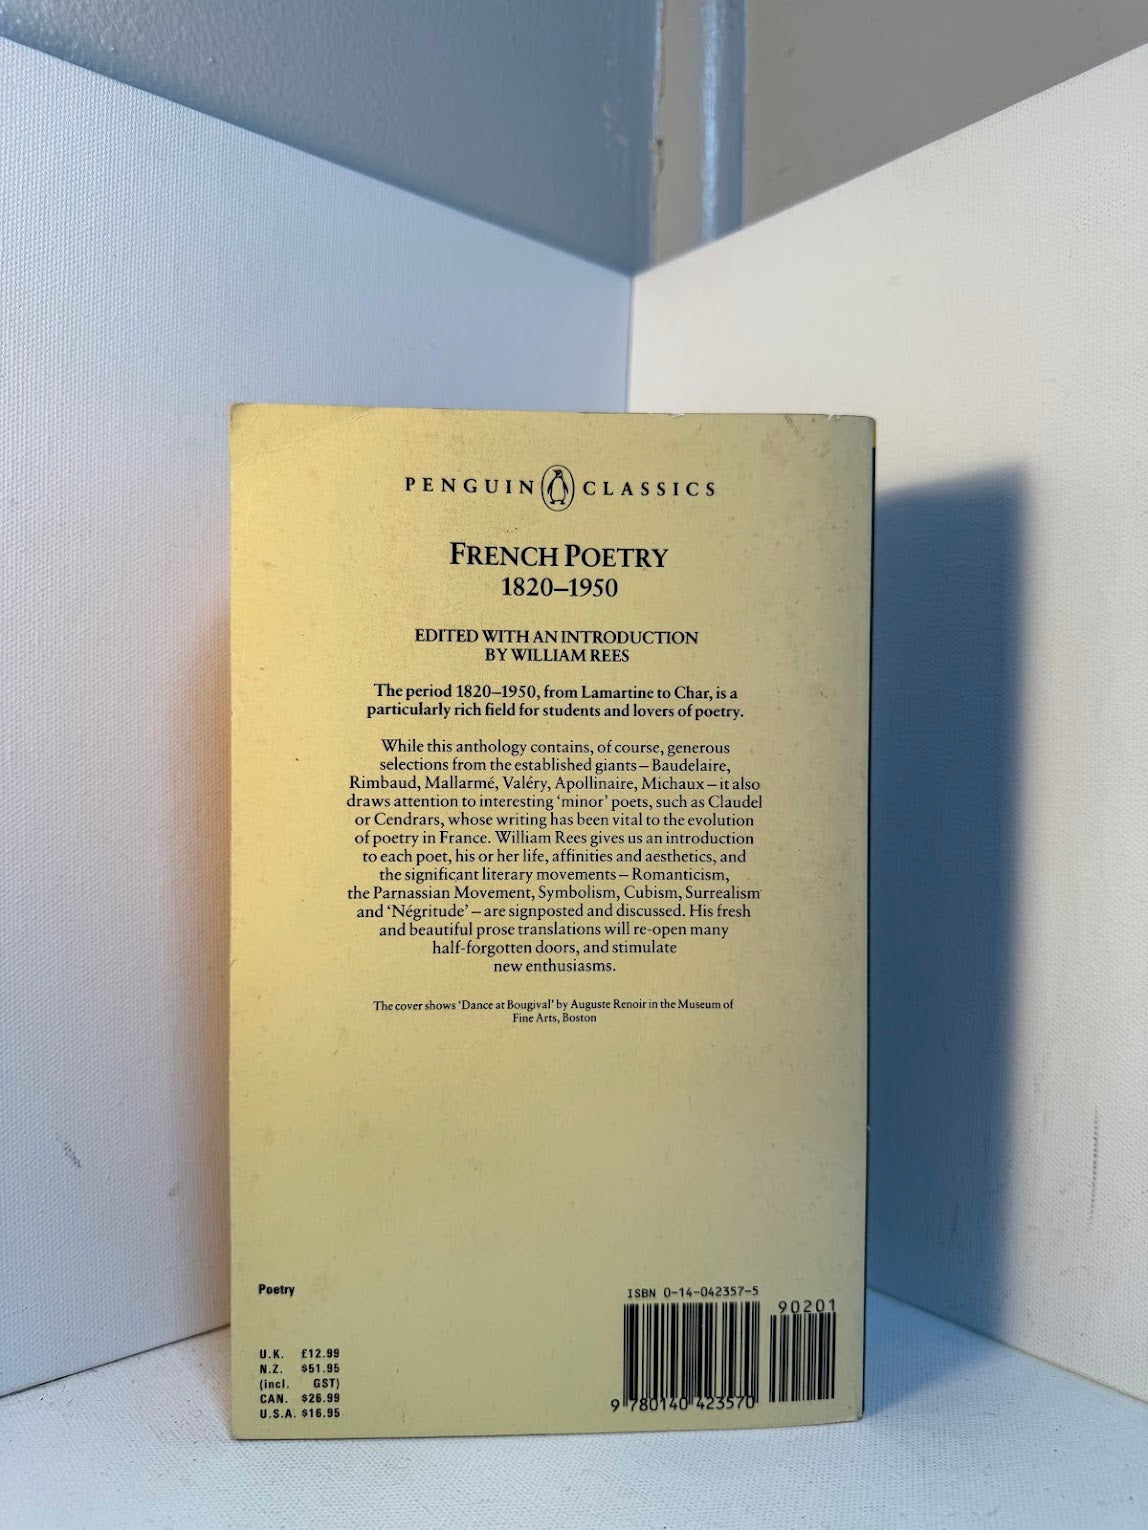 PENGUIN CLASSICS
FRENCH POETRY
1820–1950
EDITED WITH AN INTRODUCTION
BY WILLIAM REES
The period 1820–1950, from Lamartine to Char, is a
particularly rich field for students and lovers of poetry.
While this anthology contains, of course, generous
selections from the established giants – Baudelaire,
Rimbaud, Mallarmé, Valéry, Apollinaire, Michaux – it also
draws attention to interesting 'minor' poets, such as Claudel
or Cendrars, whose writing has been vital to the evolution
of poetry in France. William Rees gives us an introduction
to each poet, his or her life, affinities and aesthetics, and
the significant literary movements – Romanticism,
the Parnassian Movement, Symbolism, Cubism, Surrealism
and 'Négritude' – are signposted and discussed. His fresh
and beautiful prose translations will re-open many
half-forgotten doors, and stimulate
new enthusiasms.
The cover shows 'Dance at Bougival' by Auguste Renoir in the Museum of
Fine Arts, Boston
Poetry
U.K. £12.99
N.Z. $51.95
(incl. GST)
CAN. $26.99
U.S.A. $16.95
ISBN 0-14-042357-5
90201
9 780140 423570